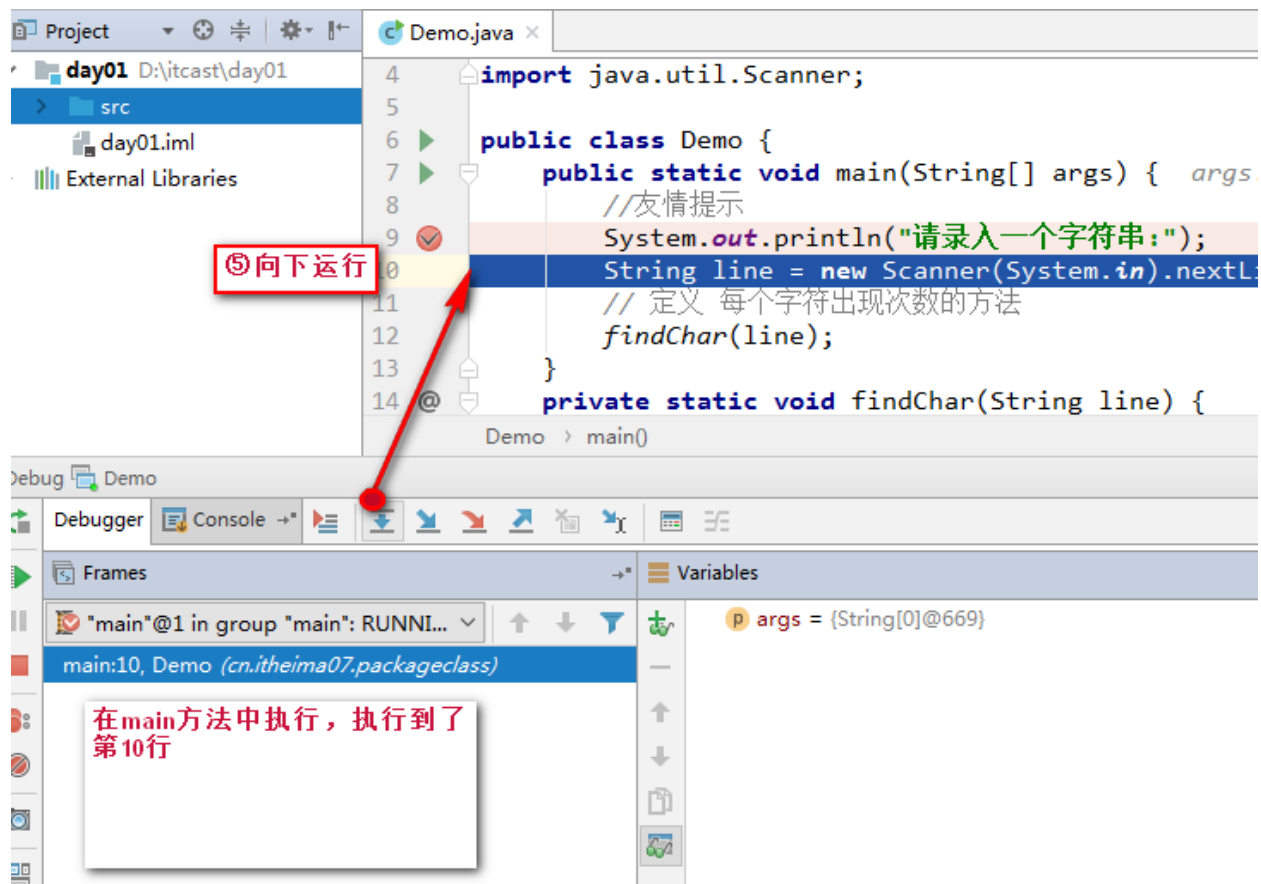 Project
Demo.java
day01 D:\itcast\day01
src
day01.iml
External Libraries
4 import java.util.Scanner;
5
6 public class Demo {
7 public static void main(String[] args) { args
8 //友情提示
9 System.out.println("请录入一个字符串:");
10 String line = new Scanner(System.in).nextLi
11 // 定义 每个字符出现次数的方法
12 findChar(line);
13 }
14 @ private static void findChar(String line) {
⑤向下运行
Demo › main()
Debug Demo
Debugger Console
Frames
Variables
"main"@1 in group "main": RUNNI...
args = {String[0]@669}
main:10, Demo (cn.itheima07.packageclass)
在main方法中执行，执行到了
第10行